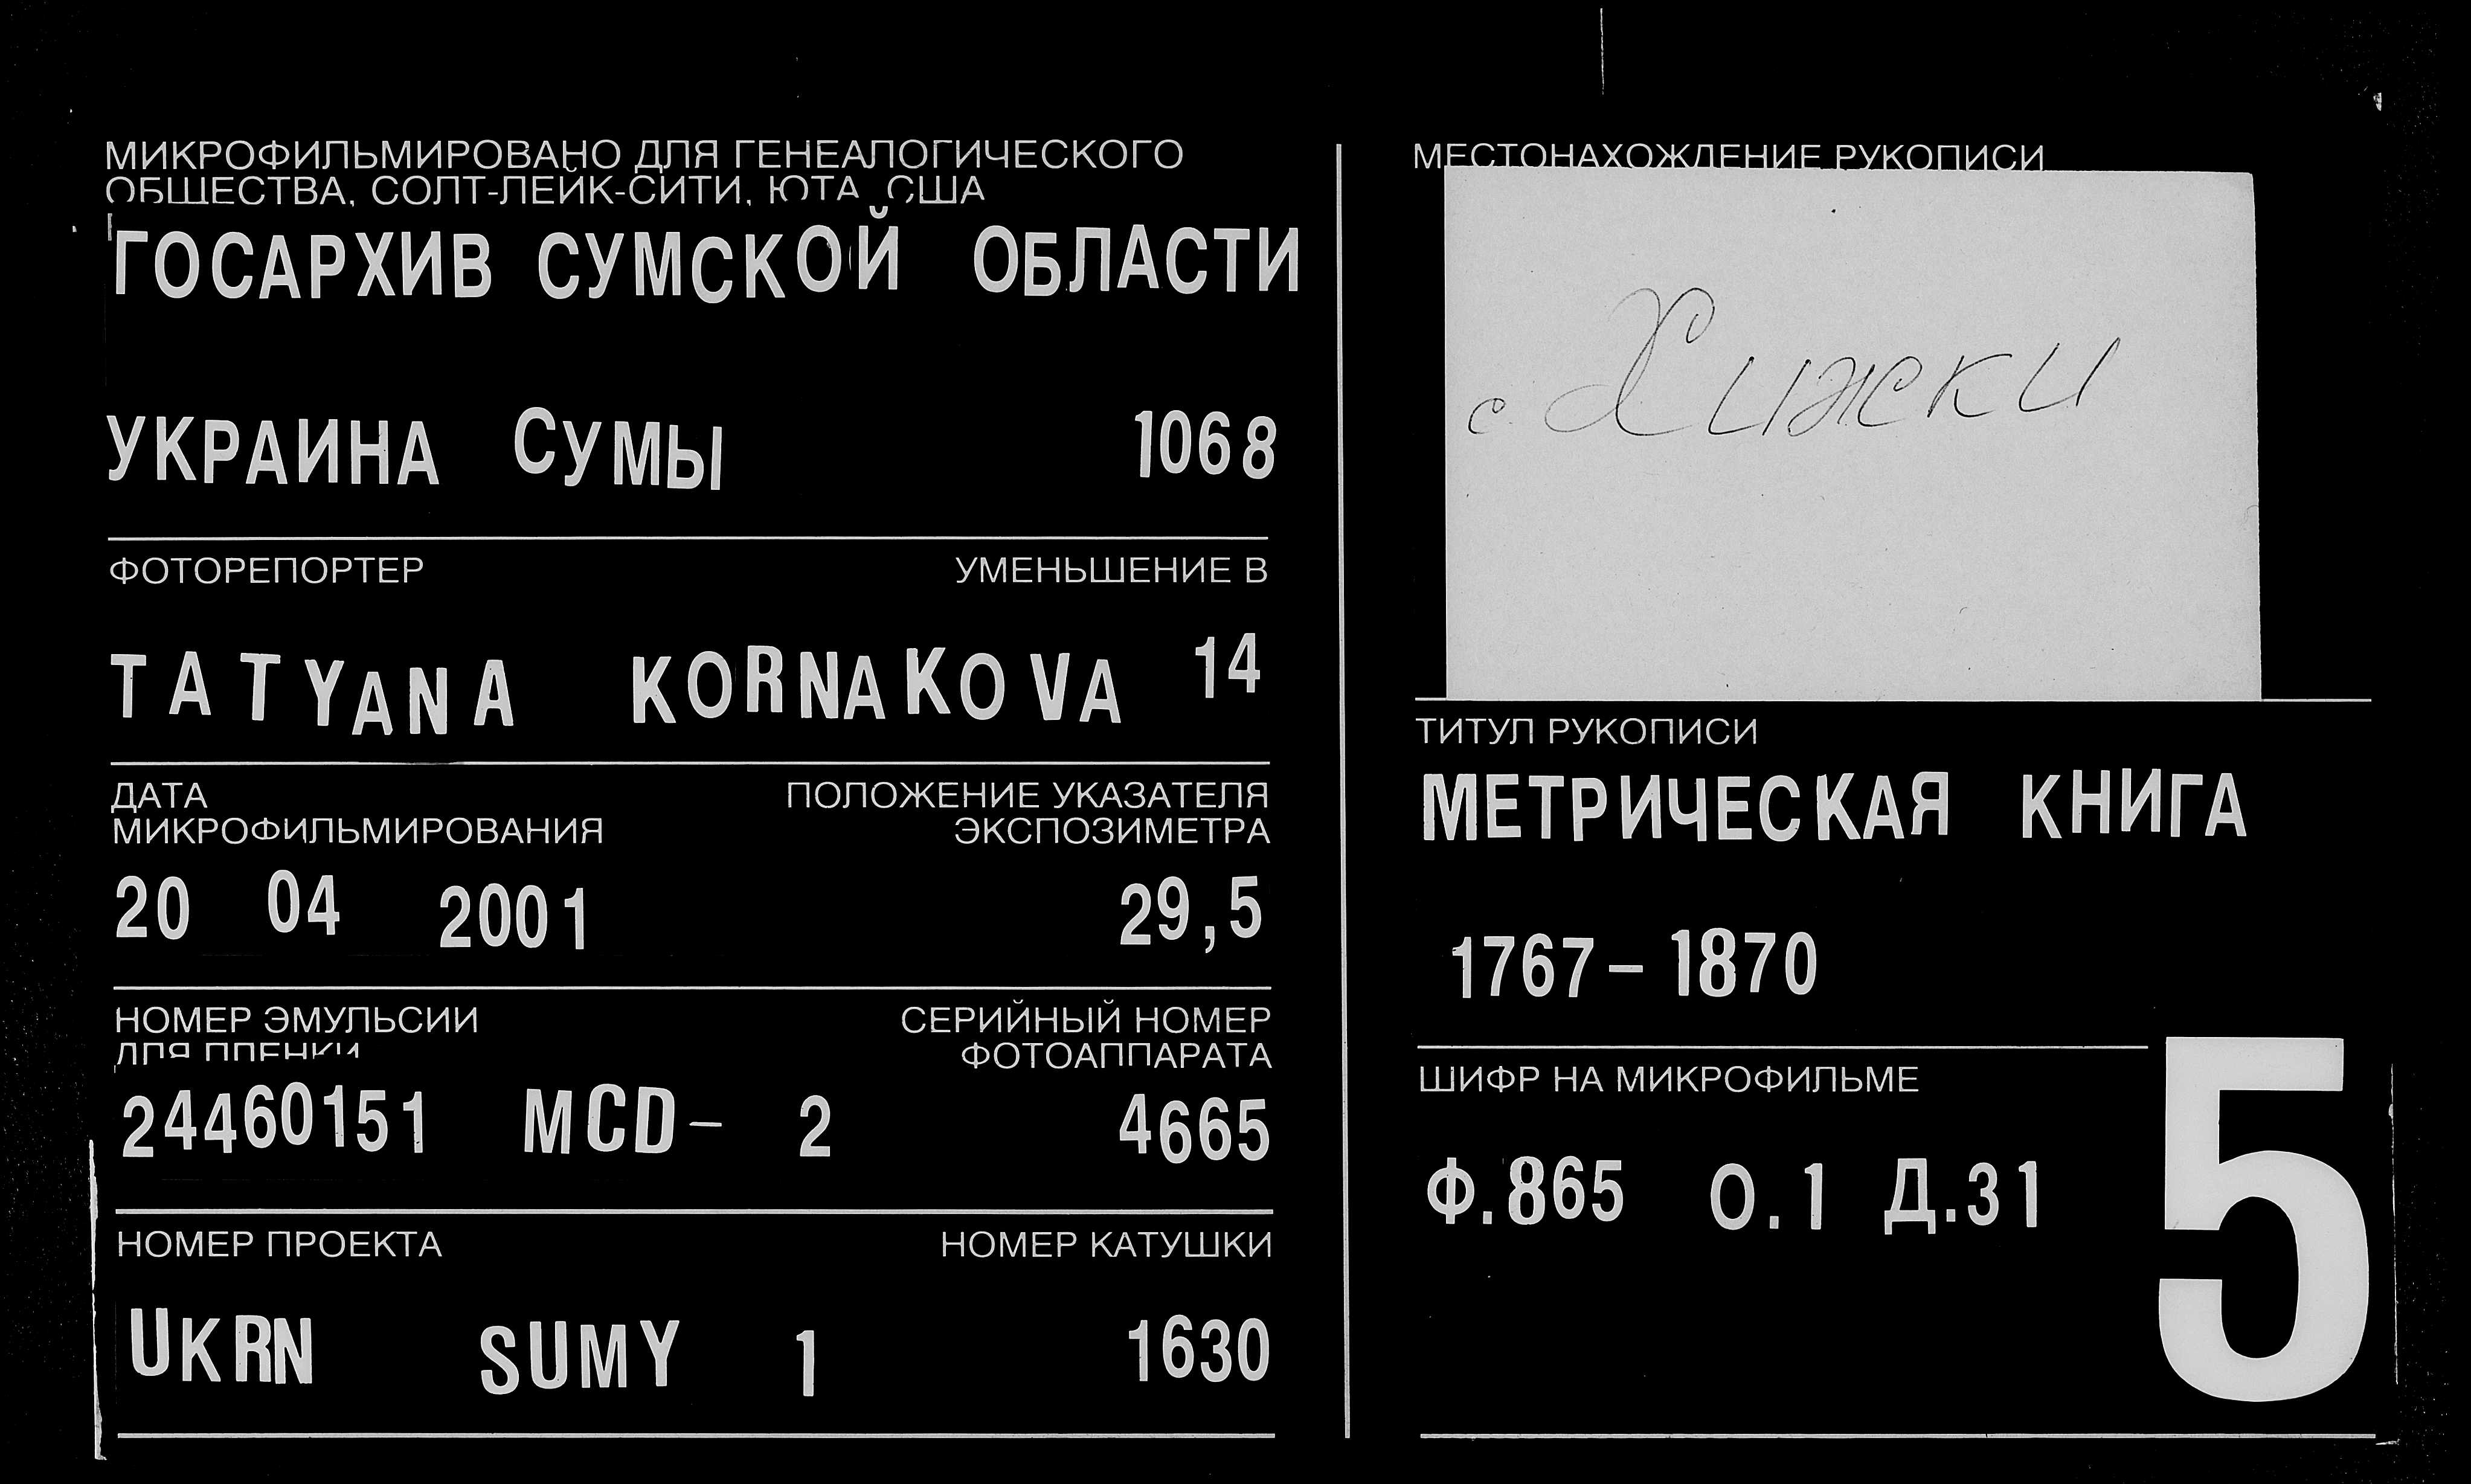 МИКРОФИЛЬМИРОВАНО ДЛЯ ГЕНЕАЛОГИЧЕСКОГО
ОБЩЕСТВА, СОЛТ-ЛЕЙК-СИТИ, ЮТА, США
ГОСАРХИВ СУМСКОЙ ОБЛАСТИ
УКРАИНА СУМЫ 1068
ФОТОРЕПОРТЕР УМЕНЬШЕНИЕ В
TATYANA KORNAKOVA 14
ДАТА ПОЛОЖЕНИЕ УКАЗАТЕЛЯ
МИКРОФИЛЬМИРОВАНИЯ ЭКСПОЗИМЕТРА
20 04 2001 29,5
НОМЕР ЭМУЛЬСИИ СЕРИЙНЫЙ НОМЕР
ДЛЯ ПЛЕНКИ ФОТОАППАРАТА
24460151 MCD- 2 4665
НОМЕР ПРОЕКТА НОМЕР КАТУШКИ
UKRN SUMY 1 1630
МЕСТОНАХОЖДЕНИЕ РУКОПИСИ
с. Хижки
ТИТУЛ РУКОПИСИ
МЕТРИЧЕСКАЯ КНИГА
1767-1870
ШИФР НА МИКРОФИЛЬМЕ
Ф.865 О.1 Д.31
5